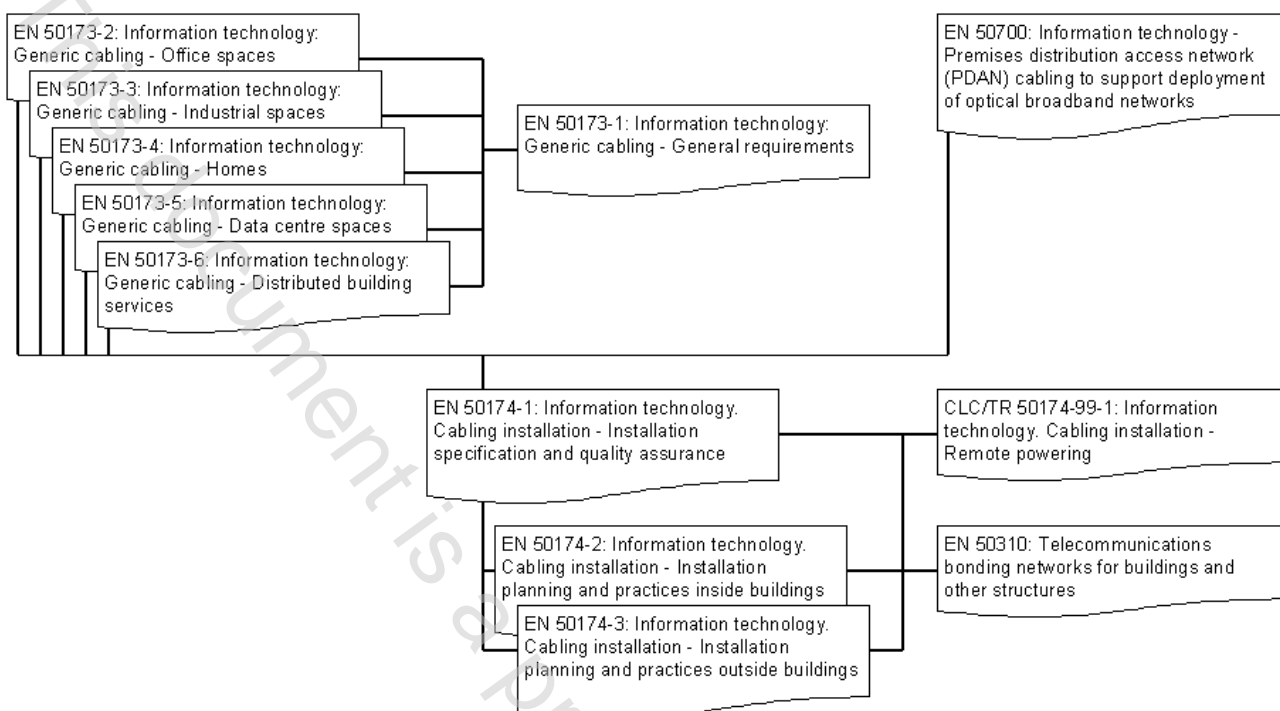 EN 50173-2: Information technology:
Generic cabling - Office spaces
EN 50173-3: Information technology:
Generic cabling - Industrial spaces
EN 50173-4: Information technology:
Generic cabling - Homes
EN 50173-5: Information technology:
Generic cabling - Data centre spaces
EN 50173-6: Information technology:
Generic cabling - Distributed building
services
EN 50173-1: Information technology:
Generic cabling - General requirements
EN 50700: Information technology -
Premises distribution access network
(PDAN) cabling to support deployment
of optical broadband networks
EN 50174-1: Information technology.
Cabling installation - Installation
specification and quality assurance
CLC/TR 50174-99-1: Information
technology. Cabling installation -
Remote powering
EN 50174-2: Information technology.
Cabling installation - Installation
planning and practices inside buildings
EN 50310: Telecommunications
bonding networks for buildings and
other structures
EN 50174-3: Information technology.
Cabling installation - Installation
planning and practices outside buildings
This document is a